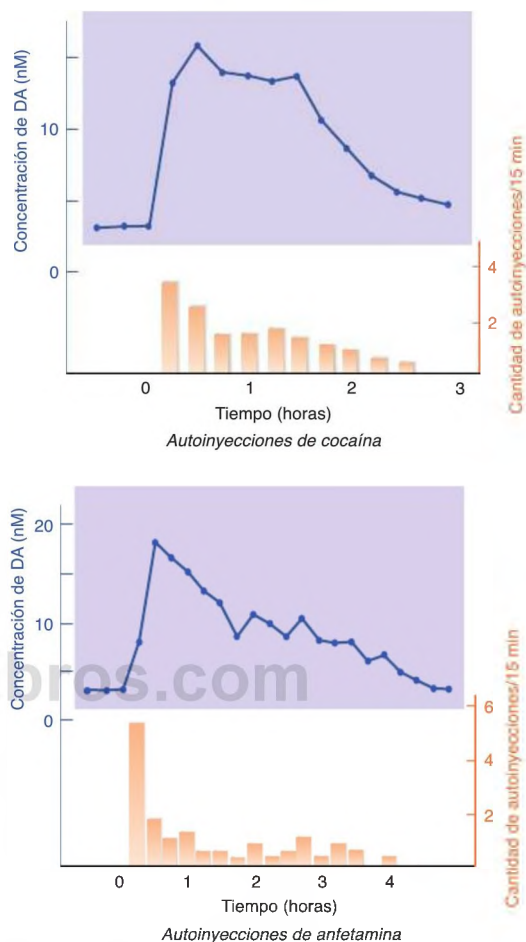 Concentración de DA (nM)
10
0
4
2
Cantidad de autoinyecciones/15 min
0 1 2 3
Tiempo (horas)
Autoinyecciones de cocaína
Concentración de DA (nM)
20
10
0
bros.com
6
4
2
Cantidad de autoinyecciones/15 min
0 1 2 3 4
Tiempo (horas)
Autoinyecciones de anfetamina